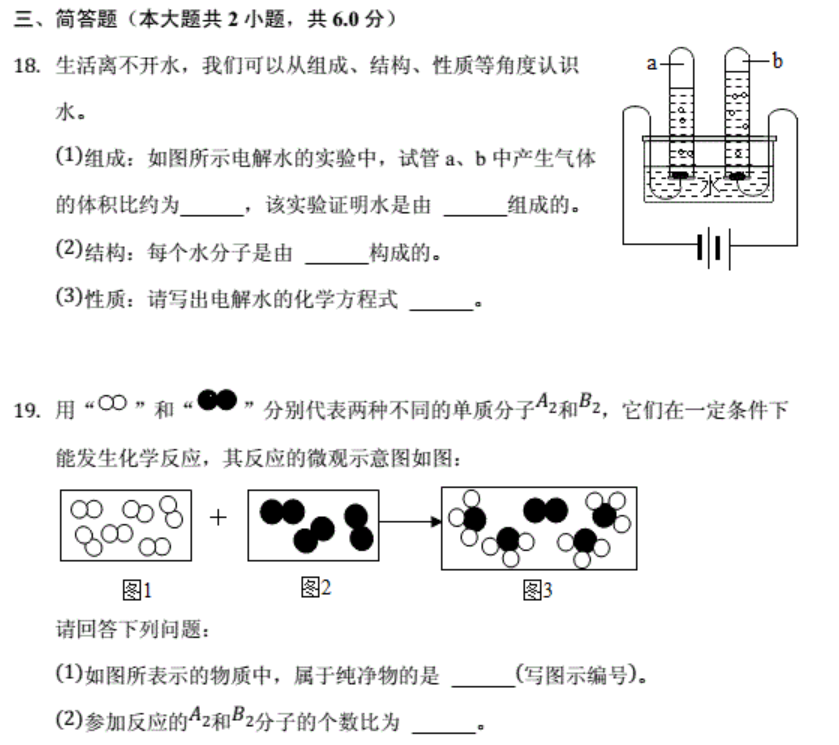 三、简答题（本大题共 2 小题，共 6.0 分）
18. 生活离不开水，我们可以从组成、结构、性质等角度认识
水。
(1)组成：如图所示电解水的实验中，试管 a、b 中产生气体
的体积比约为______，该实验证明水是由 ______组成的。
(2)结构：每个水分子是由 ______构成的。
(3)性质：请写出电解水的化学方程式 ______。
a
b
水
19. 用“ ”和“ ”分别代表两种不同的单质分子A₂和B₂，它们在一定条件下
能发生化学反应，其反应的微观示意图如图：
+
图1
图2
图3
请回答下列问题：
(1)如图所表示的物质中，属于纯净物的是 ______(写图示编号)。
(2)参加反应的A₂和B₂分子的个数比为 ______。